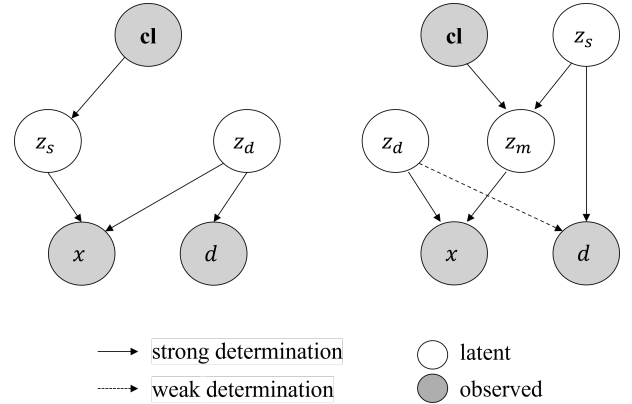 cl
z_s
z_d
x
d
cl
z_s
z_d
z_m
x
d
strong determination
weak determination
latent
observed